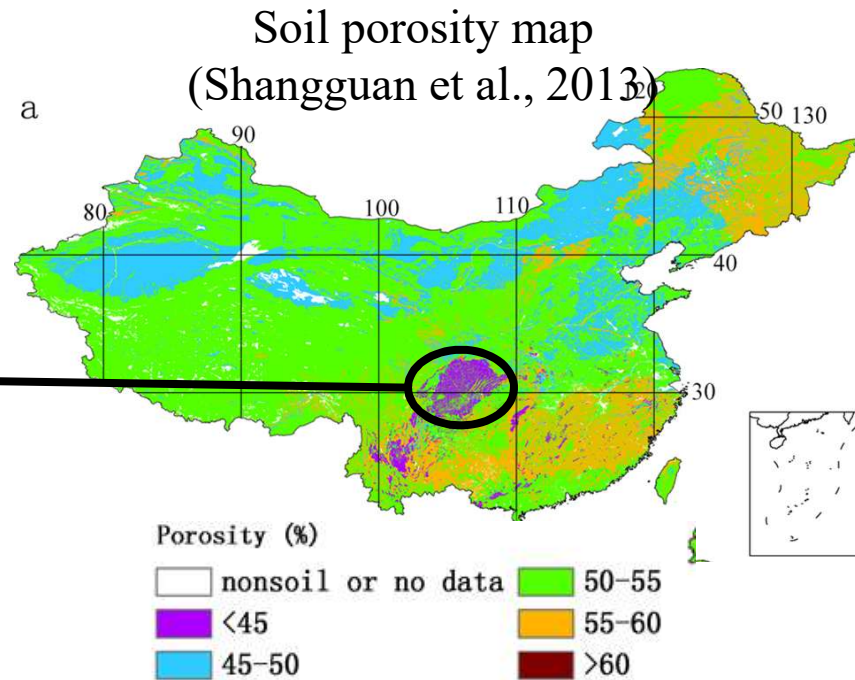 Soil porosity map
(Shangguan et al., 2013)
a
120
50 130
90
80
100
110
40
30
Porosity (%)
nonsoil or no data
50-55
<45
55-60
45-50
>60